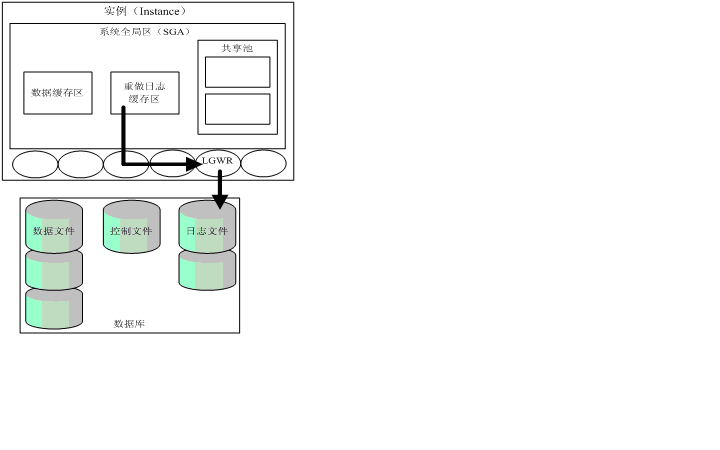 实例（Instance）
系统全局区（SGA）
共享池
数据缓存区
重做日志
缓存区
LGWR
数据文件
控制文件
日志文件
数据库